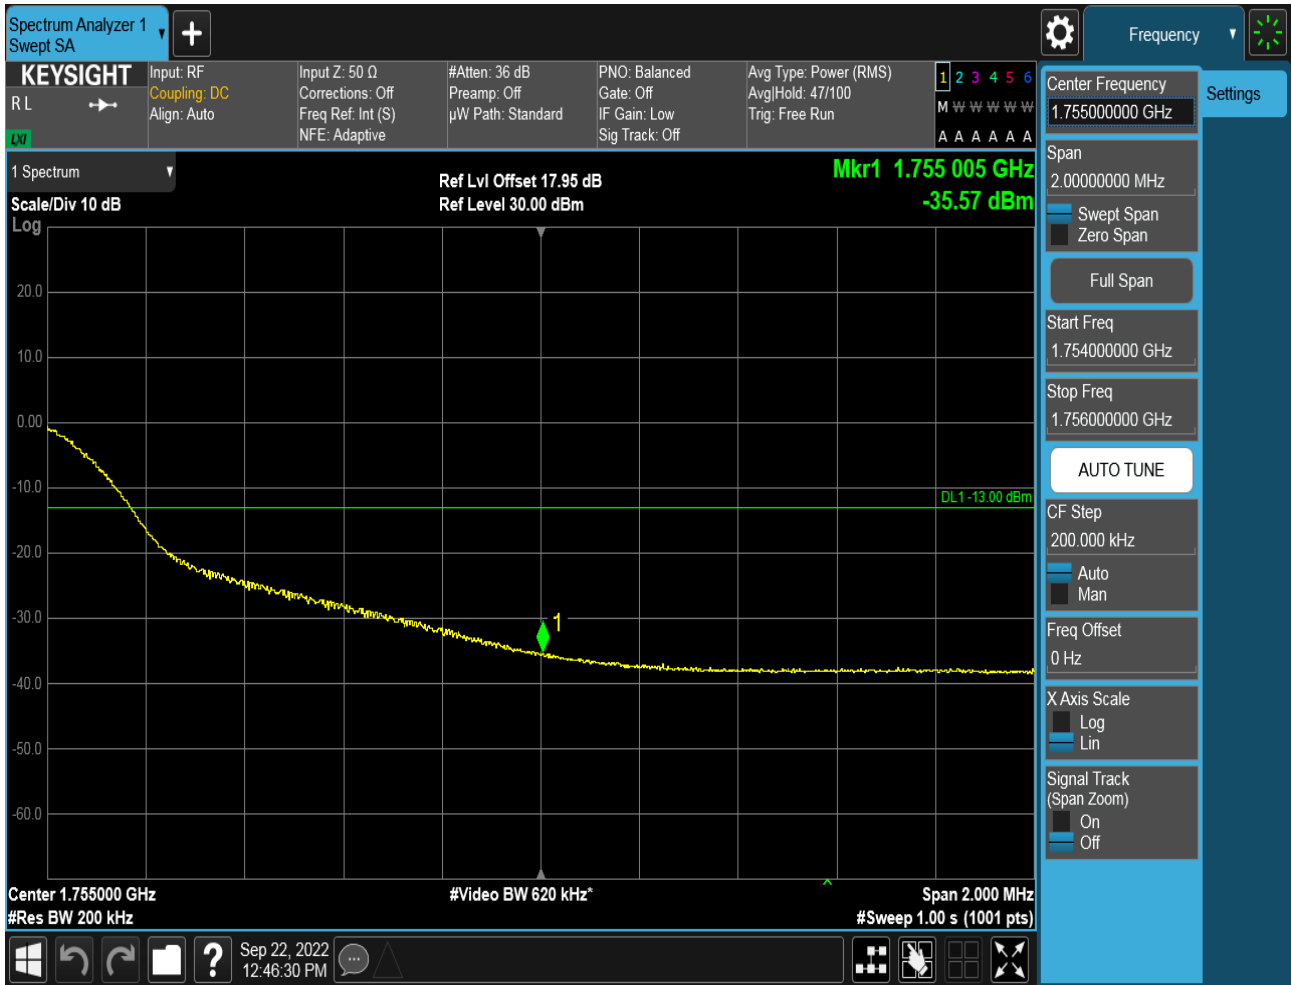 Spectrum Analyzer 1
Swept SA
Frequency
KEYSIGHT
R L
LXI
Input: RF
Coupling: DC
Align: Auto
Input Z: 50 Ω
Corrections: Off
Freq Ref: Int (S)
NFE: Adaptive
#Atten: 36 dB
Preamp: Off
µW Path: Standard
PNO: Balanced
Gate: Off
IF Gain: Low
Sig Track: Off
Avg Type: Power (RMS)
Avg|Hold: 47/100
Trig: Free Run
1 2 3 4 5 6
M W W W W W
A A A A A A
1 Spectrum
Scale/Div 10 dB
Log
Ref Lvl Offset 17.95 dB
Ref Level 30.00 dBm
Mkr1 1.755 005 GHz
-35.57 dBm
20.0
10.0
0.00
-10.0
-20.0
-30.0
-40.0
-50.0
-60.0
DL1 -13.00 dBm
1
Center 1.755000 GHz
#Res BW 200 kHz
#Video BW 620 kHz*
Span 2.000 MHz
#Sweep 1.00 s (1001 pts)
Center Frequency
1.755000000 GHz
Settings
Span
2.00000000 MHz
Swept Span
Zero Span
Full Span
Start Freq
1.754000000 GHz
Stop Freq
1.756000000 GHz
AUTO TUNE
CF Step
200.000 kHz
Auto
Man
Freq Offset
0 Hz
X Axis Scale
Log
Lin
Signal Track
(Span Zoom)
On
Off
?
Sep 22, 2022
12:46:30 PM